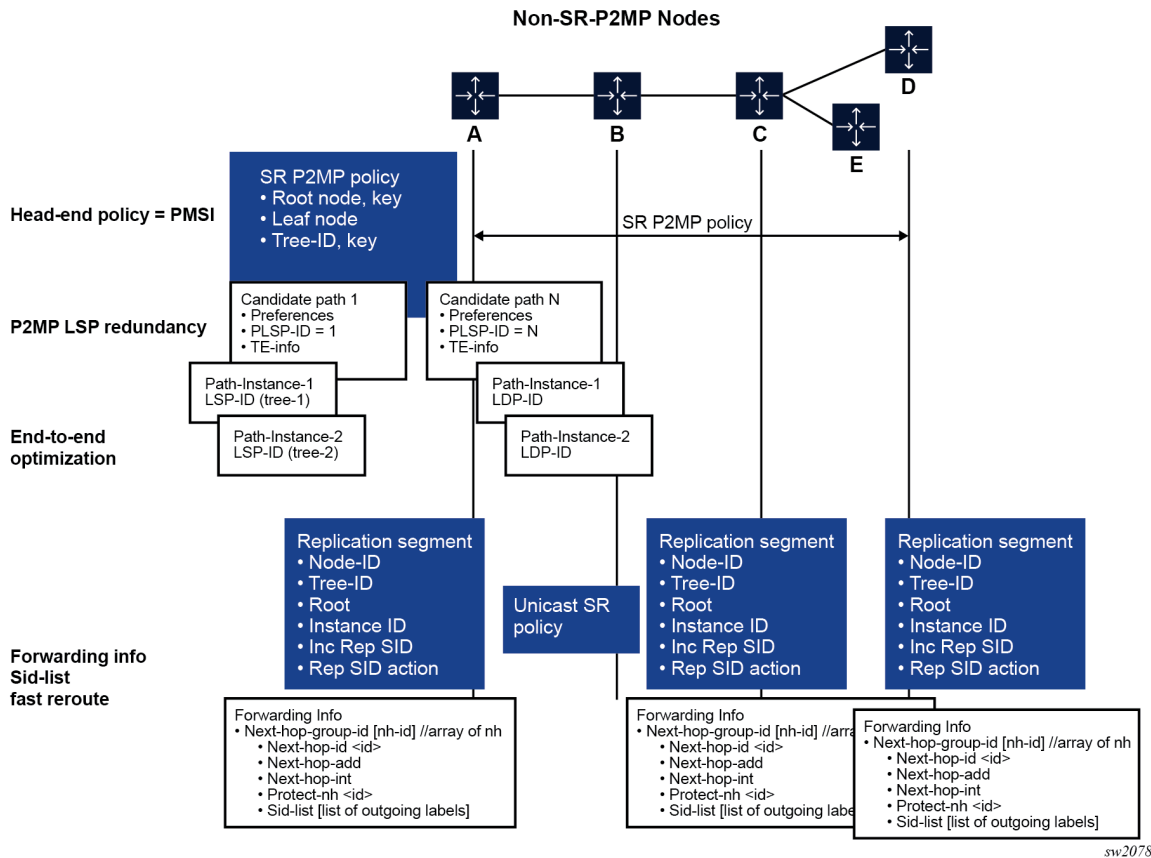 Non-SR-P2MP Nodes
D
A
B
C
E
SR P2MP policy
• Root node, key
• Leaf node
• Tree-ID, key
Head-end policy = PMSI
SR P2MP policy
P2MP LSP redundancy
Candidate path 1
• Preferences
• PLSP-ID = 1
• TE-info
Candidate path N
• Preferences
• PLSP-ID = N
• TE-info
Path-Instance-1
LSP-ID (tree-1)
Path-Instance-1
LDP-ID
End-to-end
optimization
Path-Instance-2
LSP-ID (tree-2)
Path-Instance-2
LDP-ID
Replication segment
• Node-ID
• Tree-ID
• Root
• Instance ID
• Inc Rep SID
• Rep SID action
Unicast SR
policy
Replication segment
• Node-ID
• Tree-ID
• Root
• Instance ID
• Inc Rep SID
• Rep SID action
Replication segment
• Node-ID
• Tree-ID
• Root
• Instance ID
• Inc Rep SID
• Rep SID action
Forwarding info
Sid-list
fast reroute
Forwarding Info
• Next-hop-group-id [nh-id] //array of nh
• Next-hop-id <id>
• Next-hop-add
• Next-hop-int
• Protect-nh <id>
• Sid-list [list of outgoing labels]
Forwarding Info
• Next-hop-group-id [nh-id] //arra
• Next-hop-id <id>
• Next-hop-add
• Next-hop-int
• Protect-nh <id>
• Sid-list [list of outgoing labe
Forwarding Info
• Next-hop-group-id [nh-id] //array of nh
• Next-hop-id <id>
• Next-hop-add
• Next-hop-int
• Protect-nh <id>
• Sid-list [list of outgoing labels]
sw2078